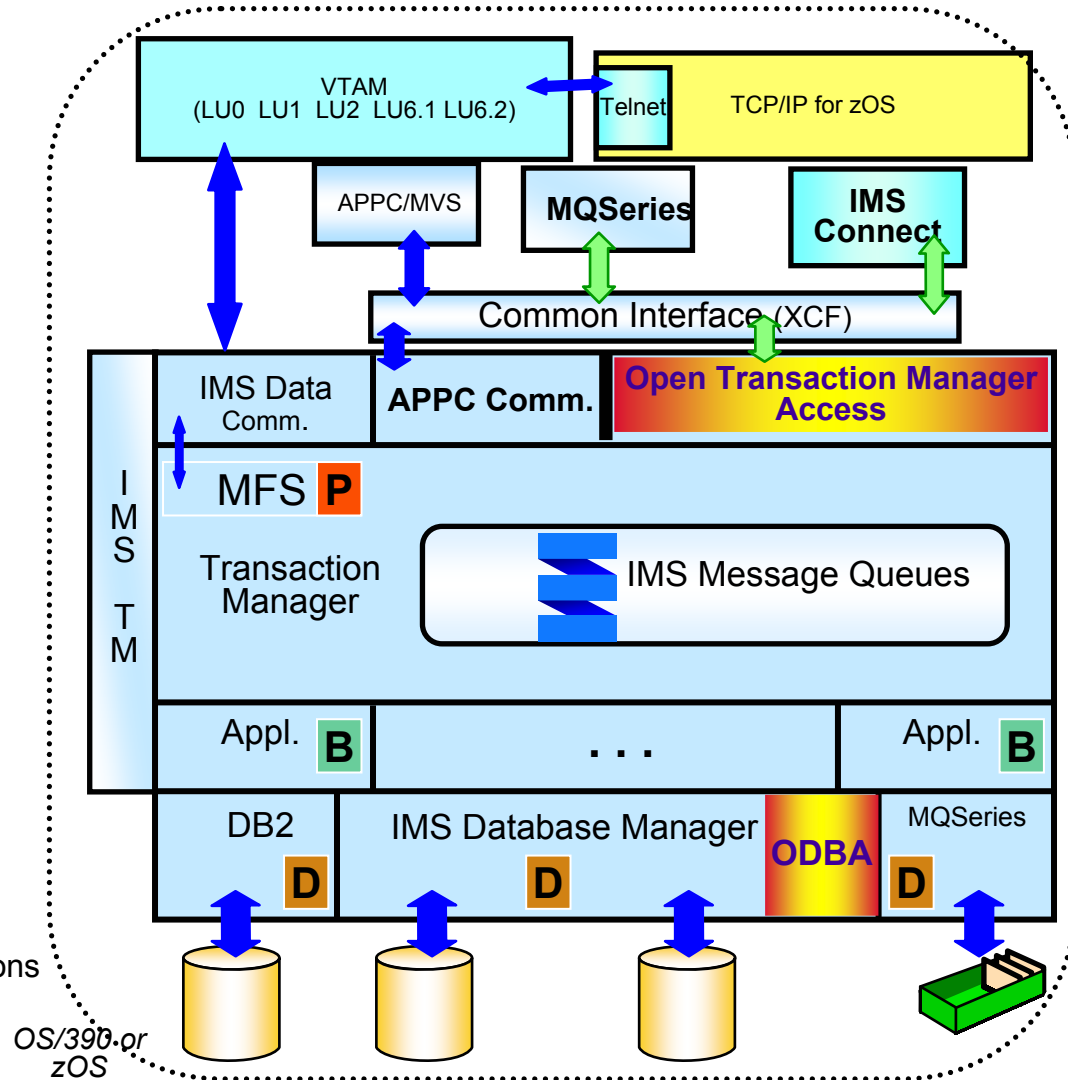 VTAM
(LU0 LU1 LU2 LU6.1 LU6.2)
Telnet
TCP/IP for zOS
APPC/MVS
MQSeries
IMS
Connect
Common Interface (XCF)
IMS Data
Comm.
APPC Comm.
Open Transaction Manager
Access
I
M
S
T
M
MFS P
Transaction
Manager
IMS Message Queues
Appl. B
. . .
Appl. B
DB2
D
IMS Database Manager
D
ODBA
MQSeries
D
ons
OS/390 or
zOS